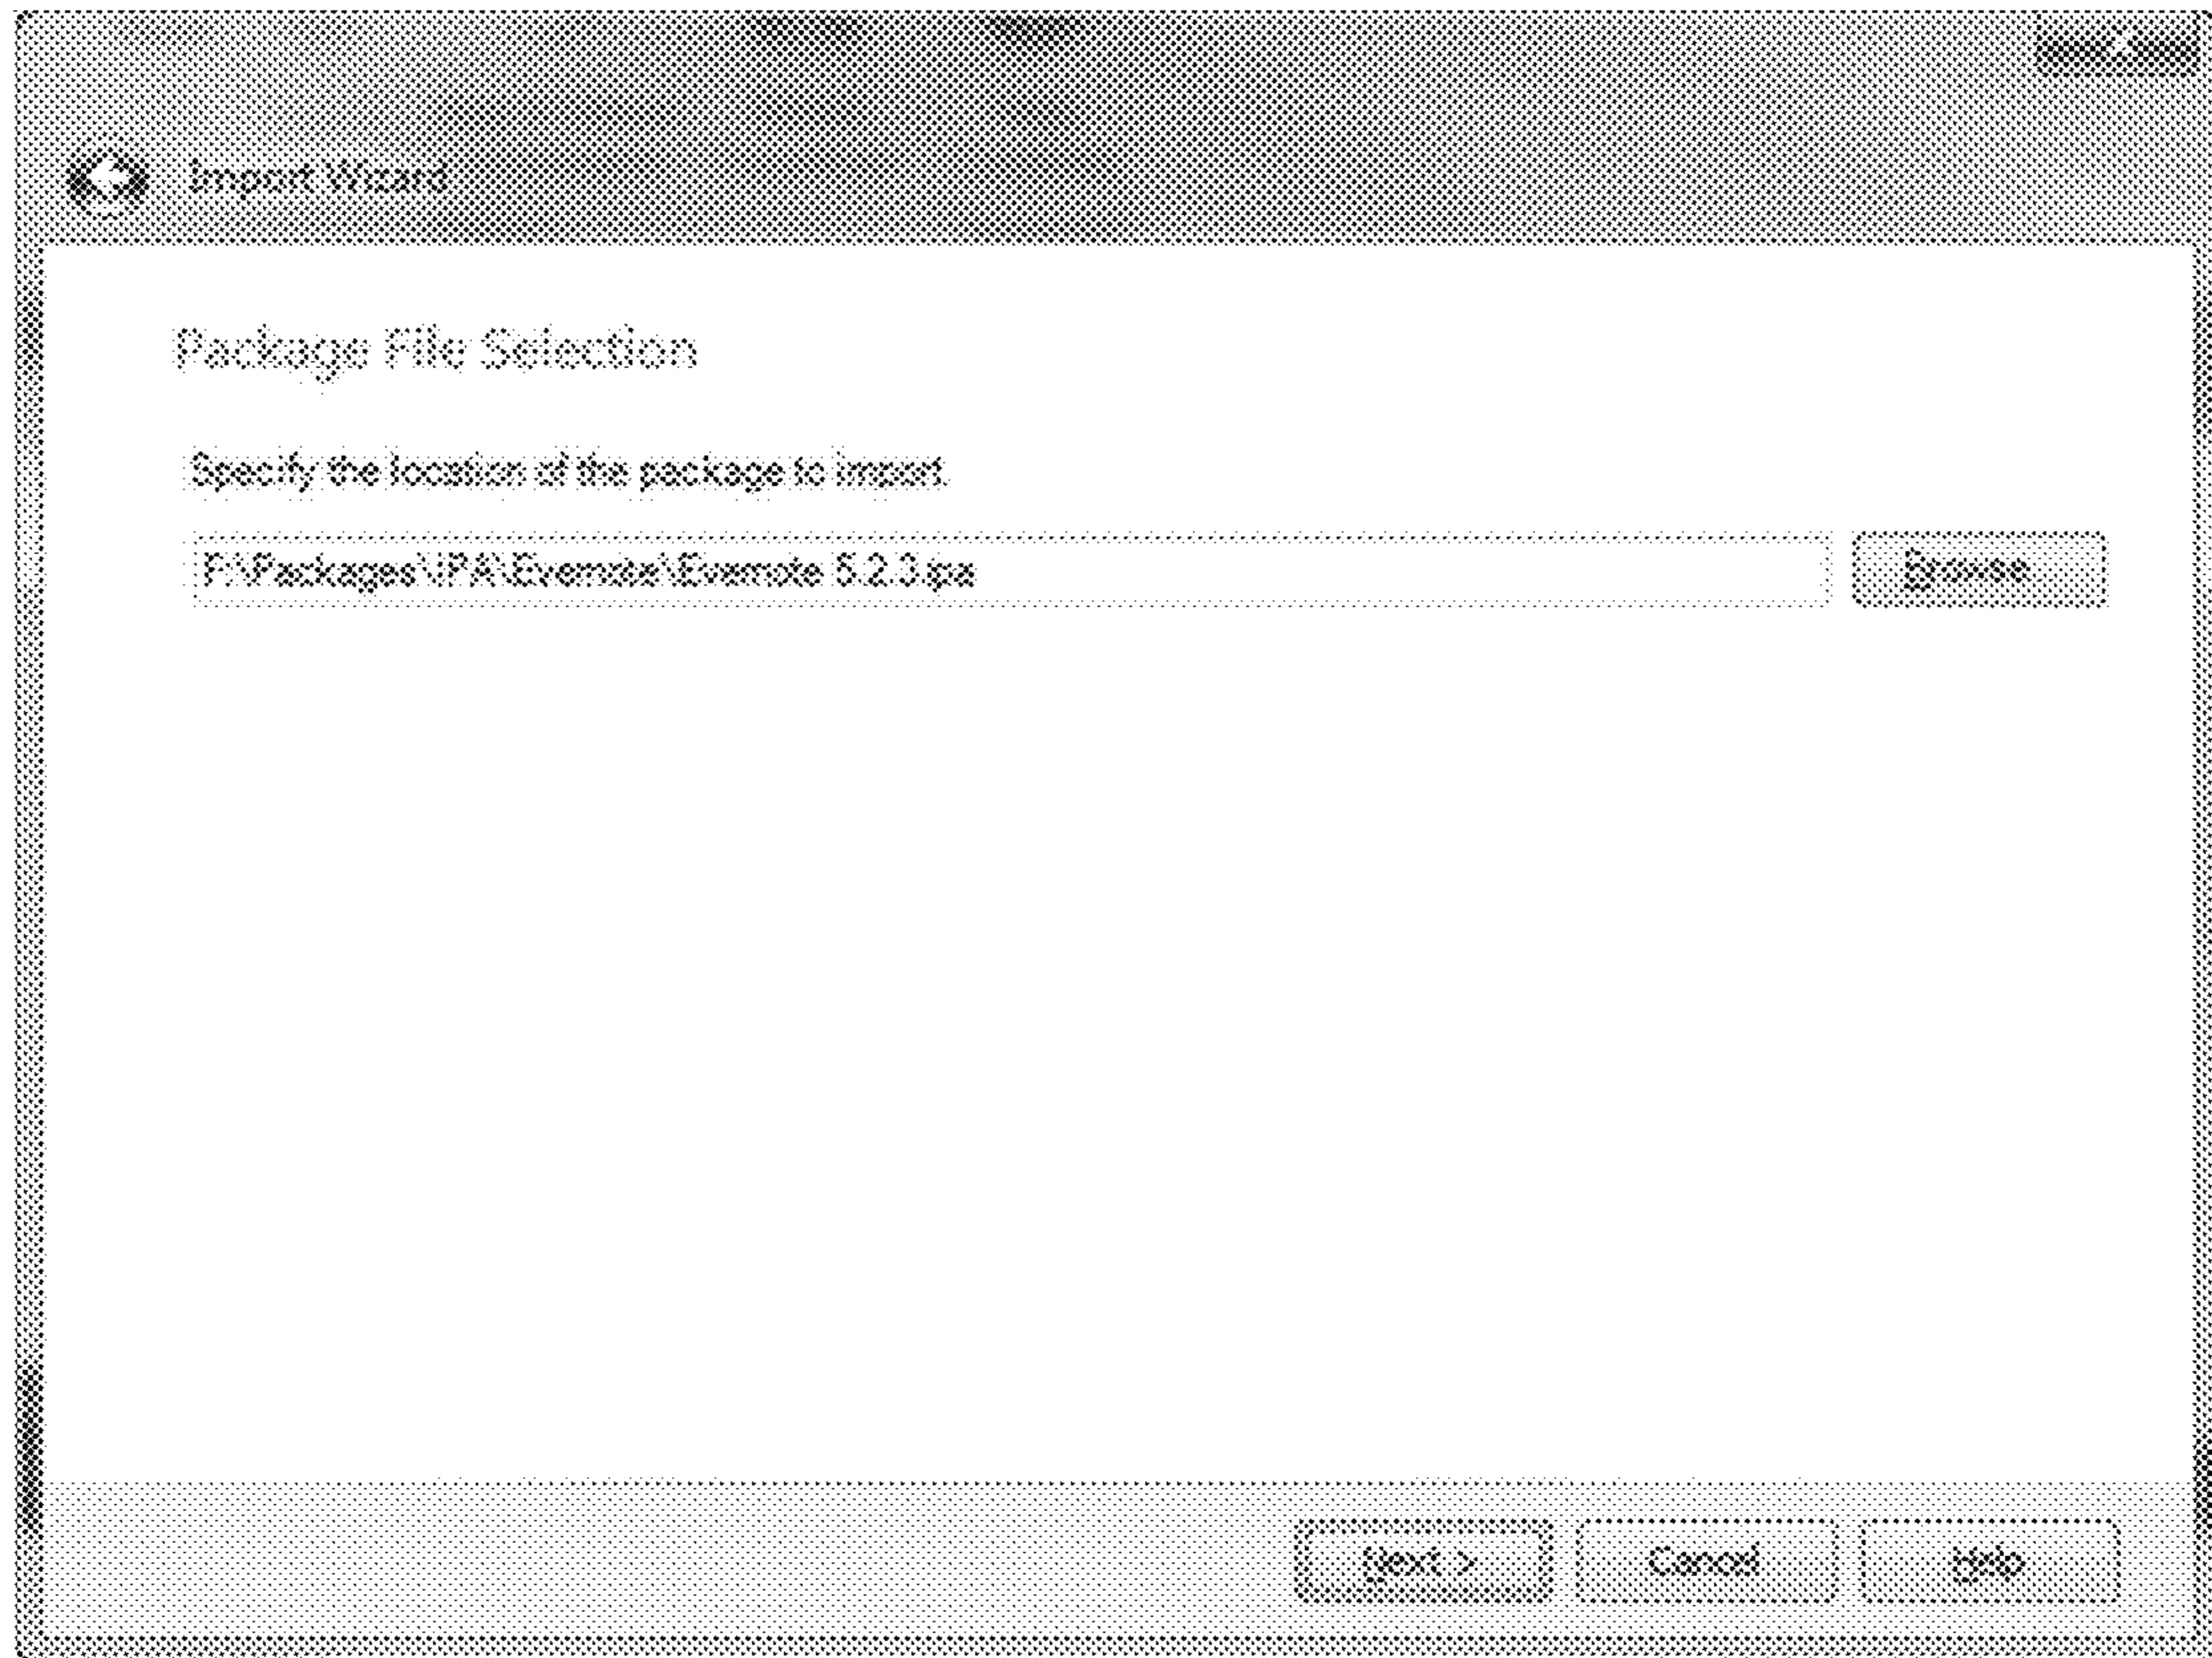 Import Wizard
Package File Selection
Specify the location of the package to import.
F:\Packages\IPA\Evernote\Evernote 5.2.3.ipa
Browse
Next >
Cancel
Help